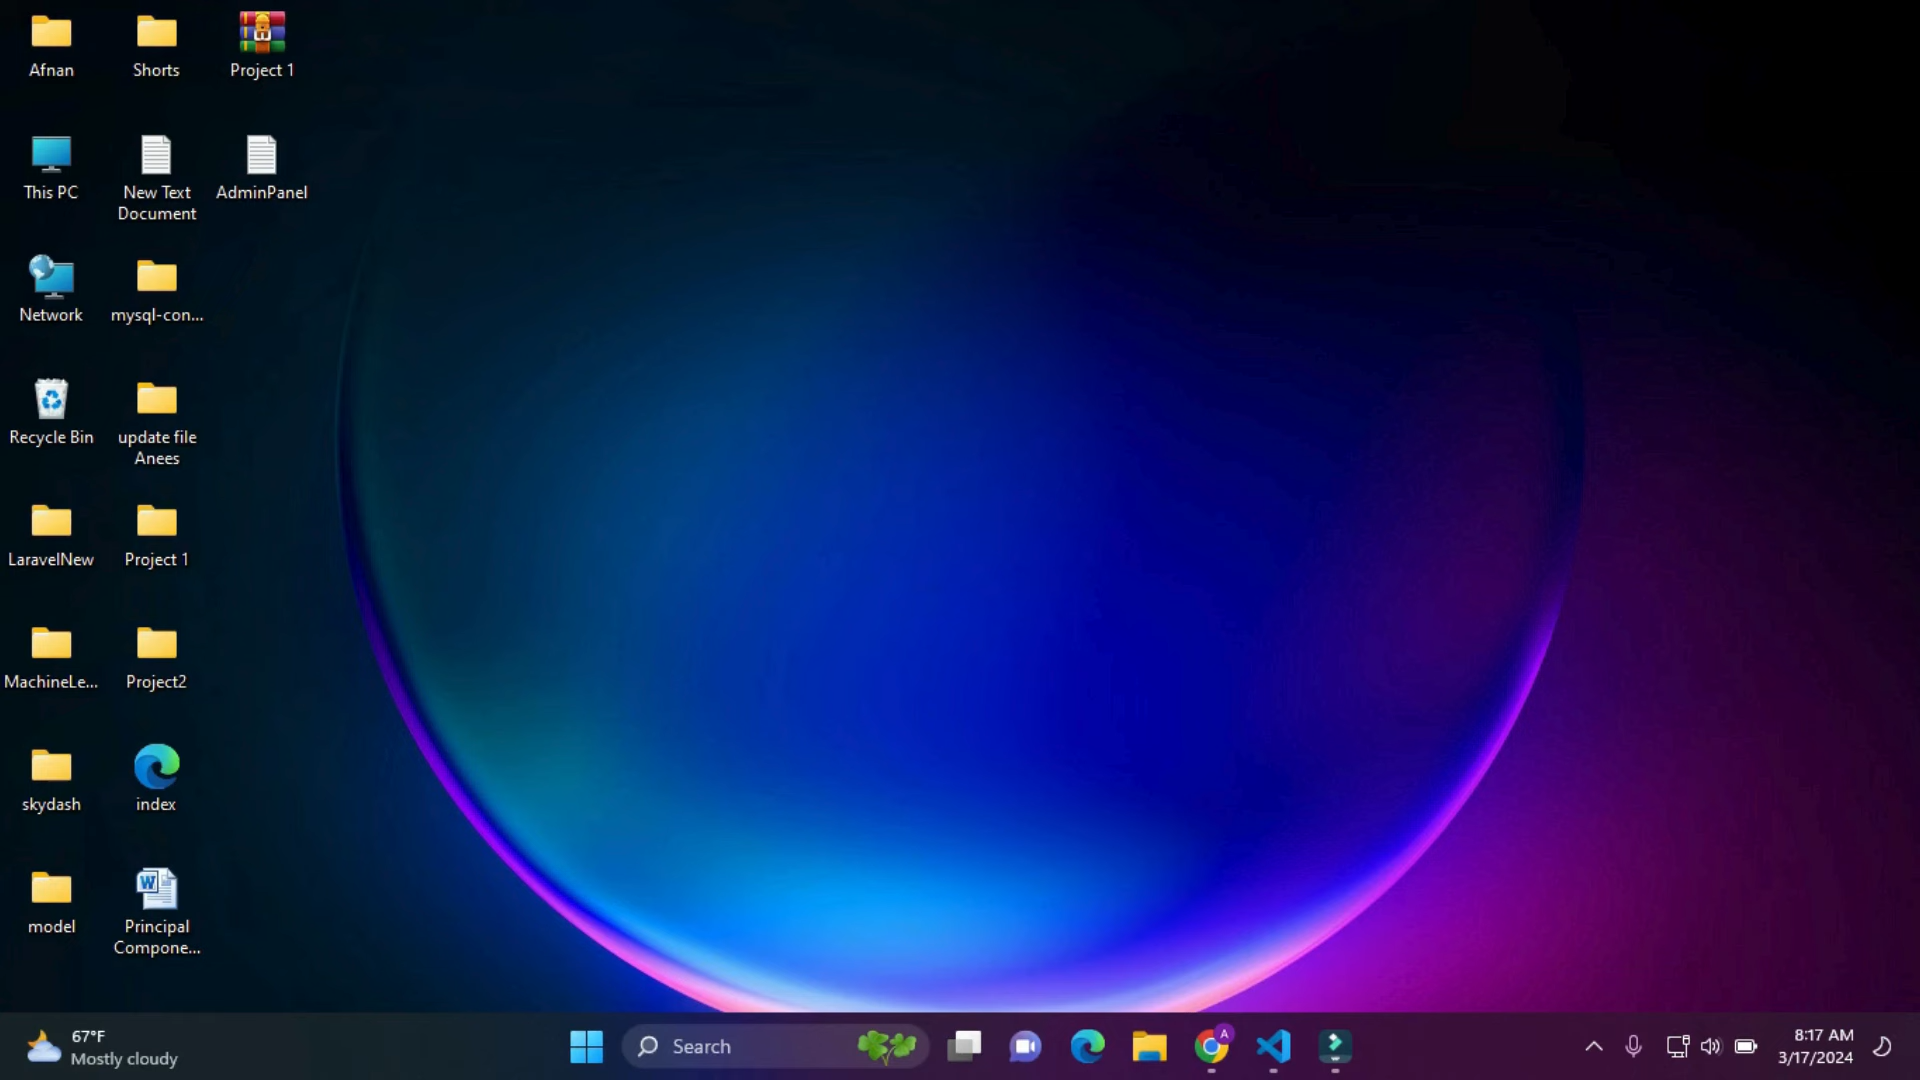 Afnan
Shorts
Project 1
This PC
New Text
Document
AdminPanel
Network
mysql-con...
Recycle Bin
update file
Anees
LaravelNew
Project 1
MachineLe...
Project2
skydash
index
model
Principal
Compone...
67°F
Mostly cloudy
Search
A
8:17 AM
3/17/2024